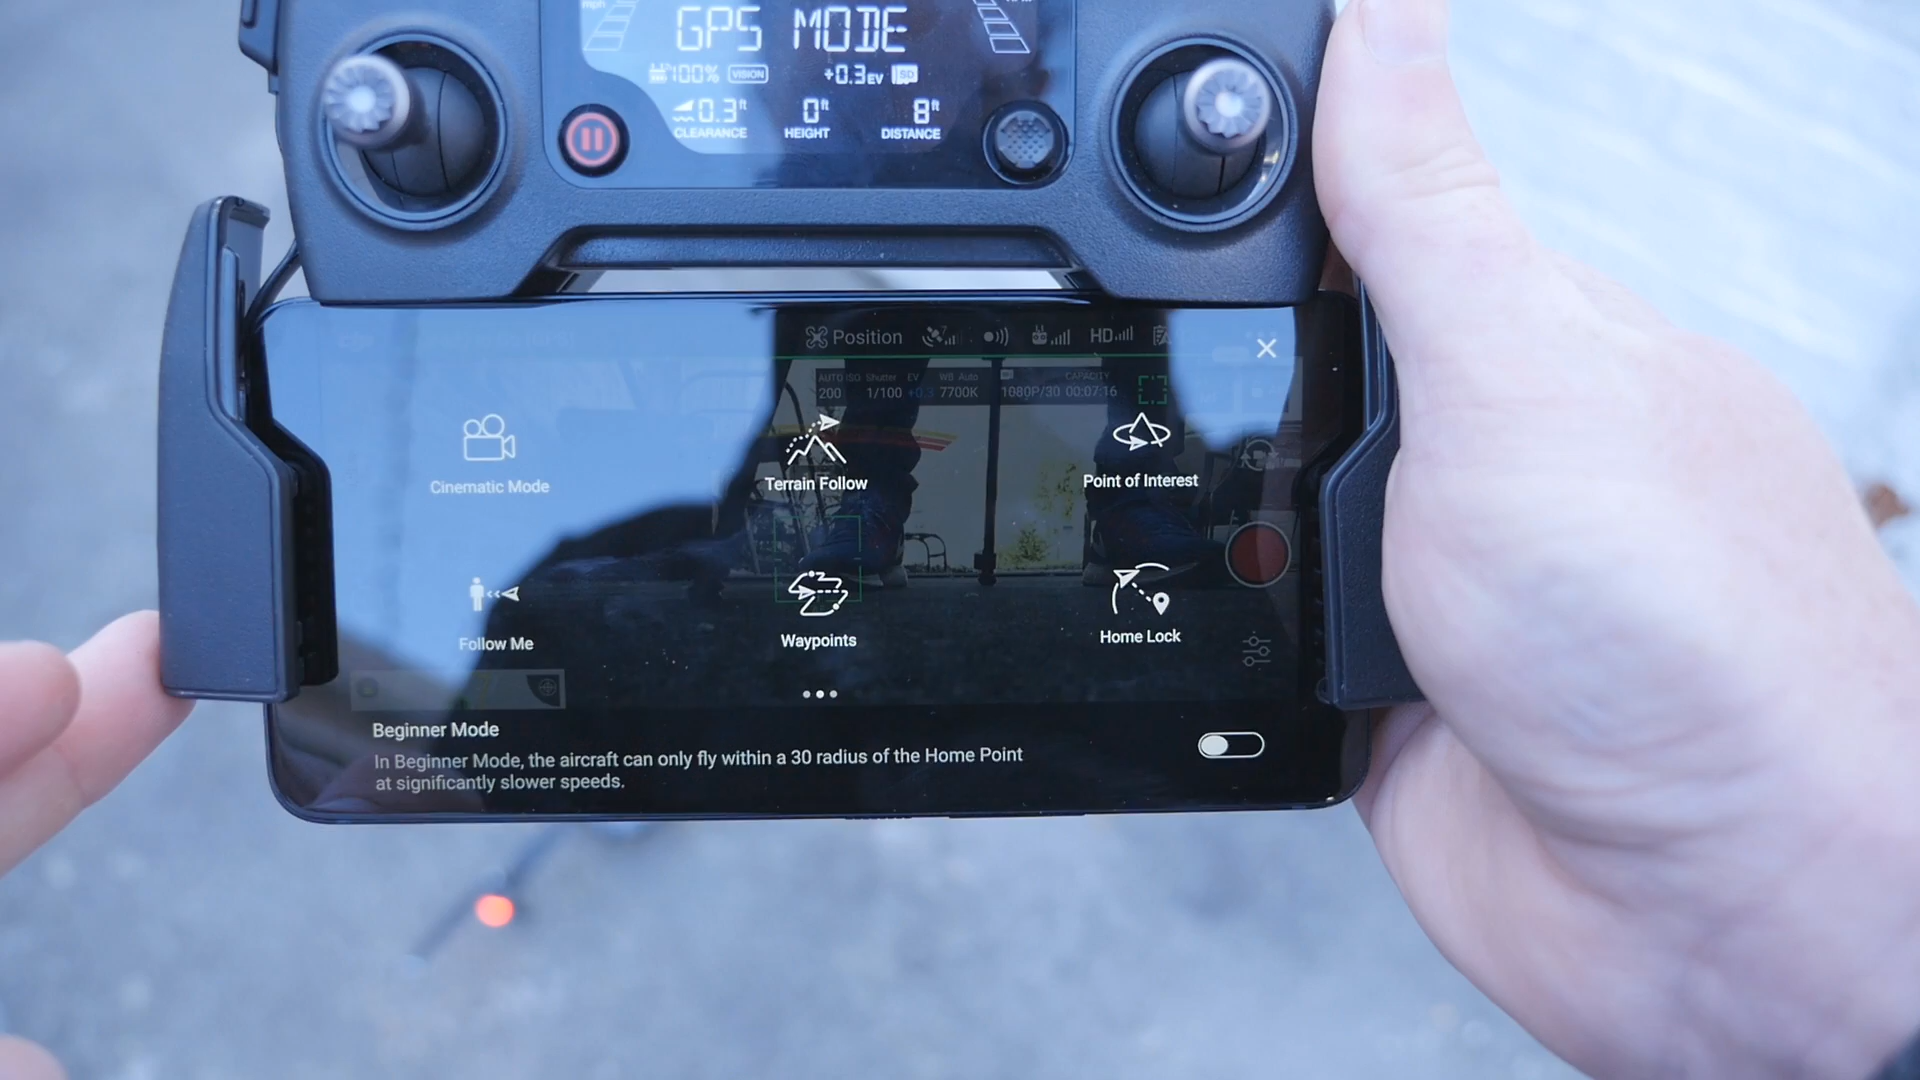 mph
GPS MODE
100% VISION +0.3EV SD
0.3ft 0ft 8ft
CLEARANCE HEIGHT DISTANCE
Position 7 HD
AUTO ISO Shutter EV WB Auto CAPACITY
200 1/100 +0.3 7700K 1080P/30 00:07:16
Cinematic Mode Terrain Follow Point of Interest
Follow Me Waypoints Home Lock
Beginner Mode
In Beginner Mode, the aircraft can only fly within a 30 radius of the Home Point
at significantly slower speeds.